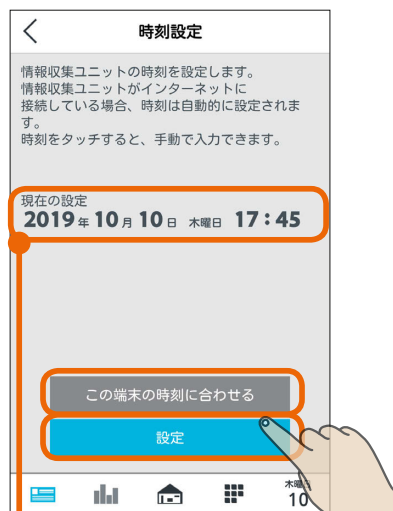 時刻設定
情報収集ユニットの時刻を設定します。
情報収集ユニットがインターネットに
接続している場合、時刻は自動的に設定されま
す。
時刻をタッチすると、手動で入力できます。
現在の設定
2019年10月10日 木曜日 17:45
この端末の時刻に合わせる
設定
木曜日
10